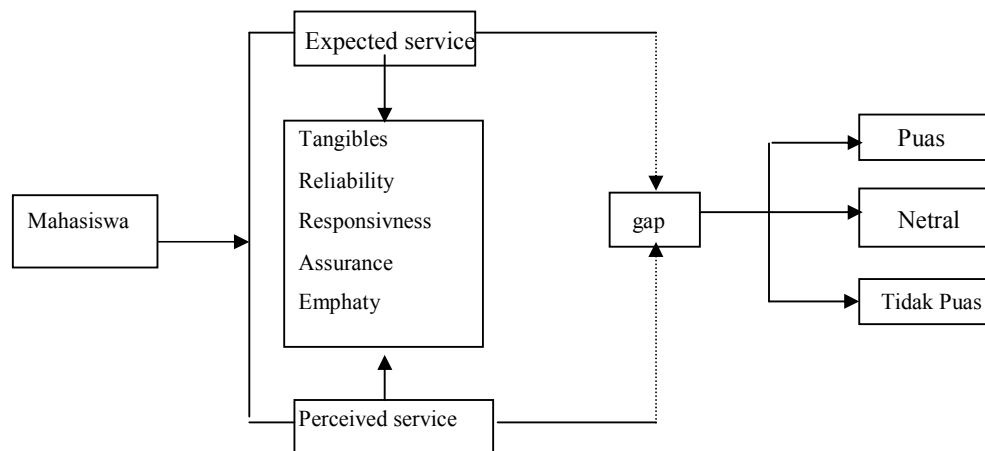 Expected service
Tangibles
Reliability
Responsivness
Assurance
Emphaty
Mahasiswa
Perceived service
gap
Puas
Netral
Tidak Puas